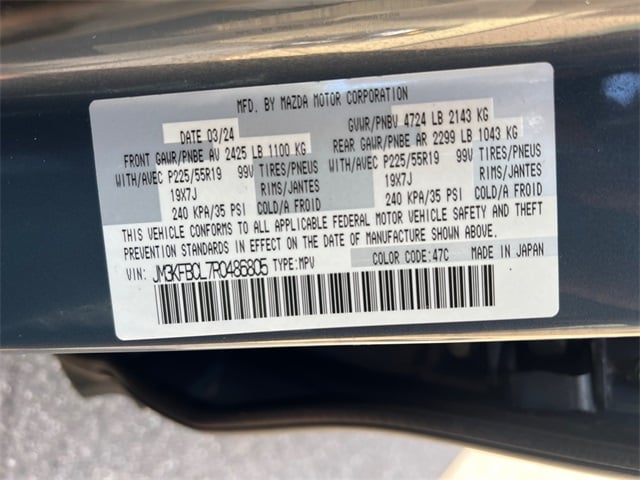 MFD. BY MAZDA MOTOR CORPORATION
DATE 03/24 GVWR/PNBV 4724 LB 2143 KG
FRONT GAWR/PNBE AV 2425 LB 1100 KG REAR GAWR/PNBE AR 2299 LB 1043 KG
WITH/AVEC P225/55R19 99V TIRES/PNEUS WITH/AVEC P225/55R19 99V TIRES/PNEUS
19X7J RIMS/JANTES 19X7J RIMS/JANTES
240 KPA/35 PSI COLD/A FROID 240 KPA/35 PSI COLD/A FROID
THIS VEHICLE CONFORMS TO ALL APPLICABLE FEDERAL MOTOR VEHICLE SAFETY AND THEFT
PREVENTION STANDARDS IN EFFECT ON THE DATE OF MANUFACTURE SHOWN ABOVE.
VIN: JM3KFBCL7R0486805 TYPE:MPV COLOR CODE:47C MADE IN JAPAN